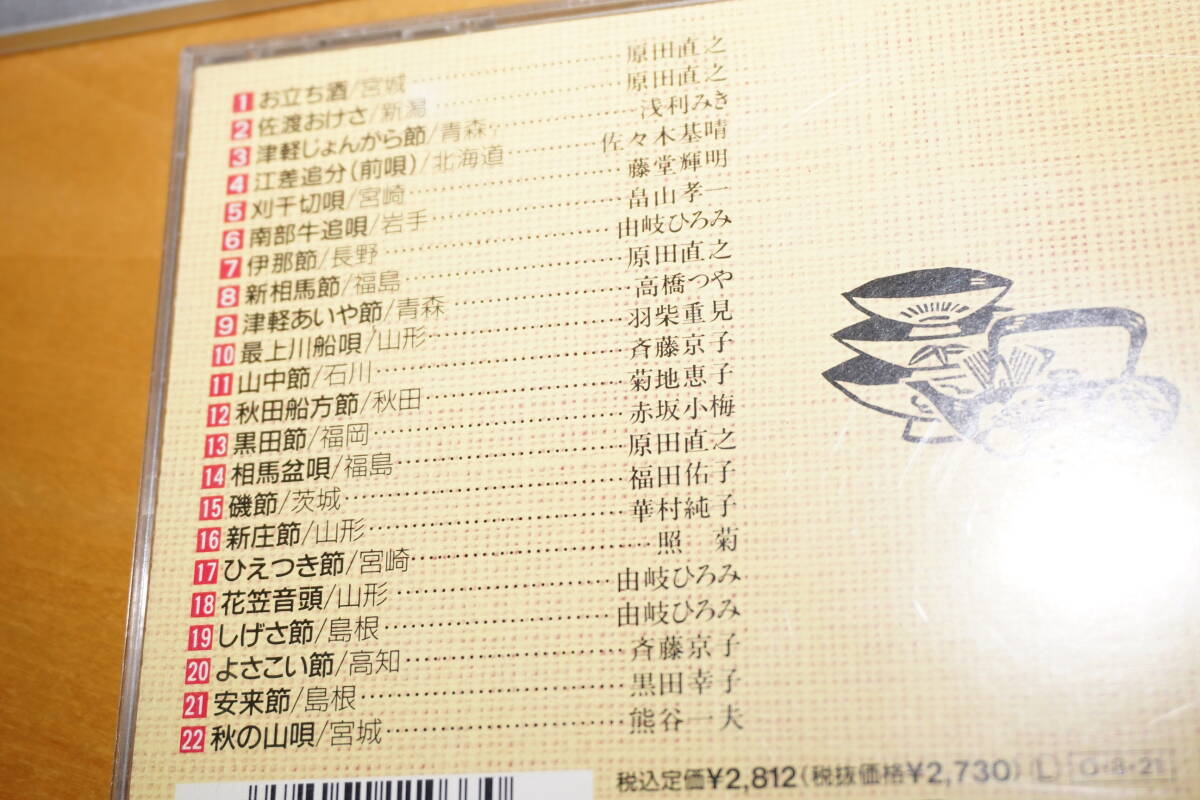 1 お立ち酒/宮城……原田直之
2 佐渡おけさ/新潟……原田直之
3 津軽じょんから節/青森……浅利みき
4 江差追分(前唄)/北海道……佐々木基晴
5 刈干切唄/宮崎……藤堂輝明
6 南部牛追唄/岩手……畠山孝一
7 伊那節/長野……由岐ひろみ
8 新相馬節/福島……原田直之
9 津軽あいや節/青森……高橋つや
10 最上川船唄/山形……羽柴重見
11 山中節/石川……斉藤京子
12 秋田船方節/秋田……菊地恵子
13 黒田節/福岡……赤坂小梅
14 相馬盆唄/福島……原田直之
15 磯節/茨城……福田佑子
16 新庄節/山形……華村純子
17 ひえつき節/宮崎……照 菊
18 花笠音頭/山形……由岐ひろみ
19 しげさ節/島根……由岐ひろみ
20 よさこい節/高知……斉藤京子
21 安来節/島根……黒田幸子
22 秋の山唄/宮城……熊谷一夫
税込定価¥2,812(税抜価格¥2,730) L O・8・21